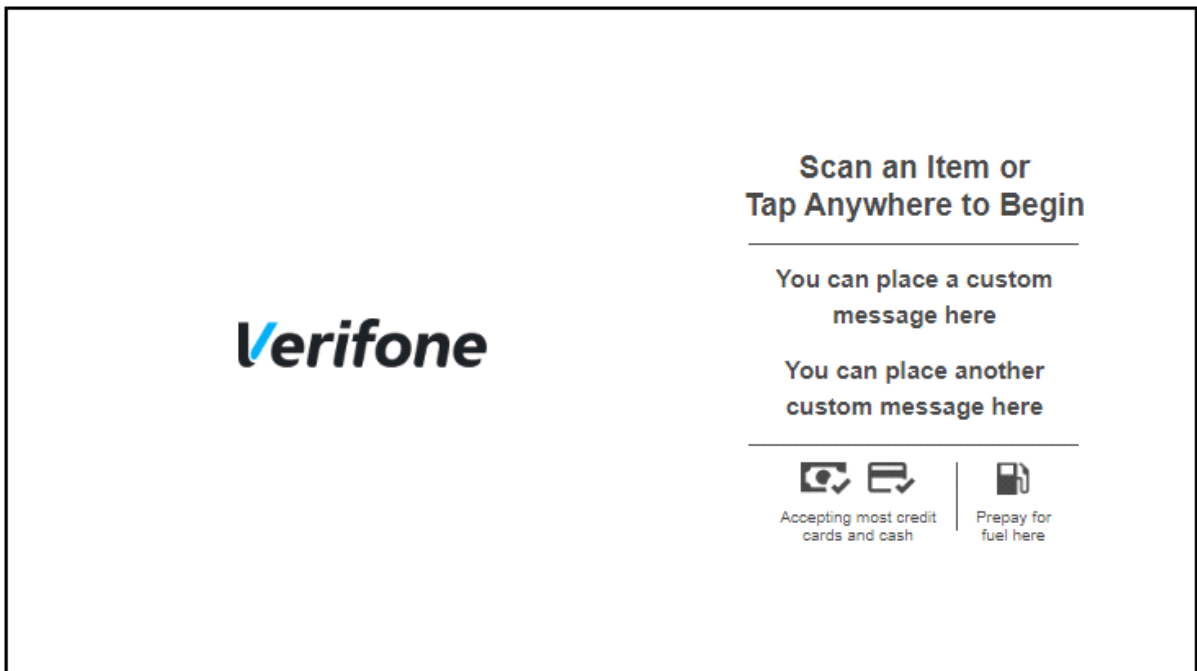 Verifone
Scan an Item or
Tap Anywhere to Begin
You can place a custom
message here
You can place another
custom message here
Accepting most credit
cards and cash
Prepay for
fuel here